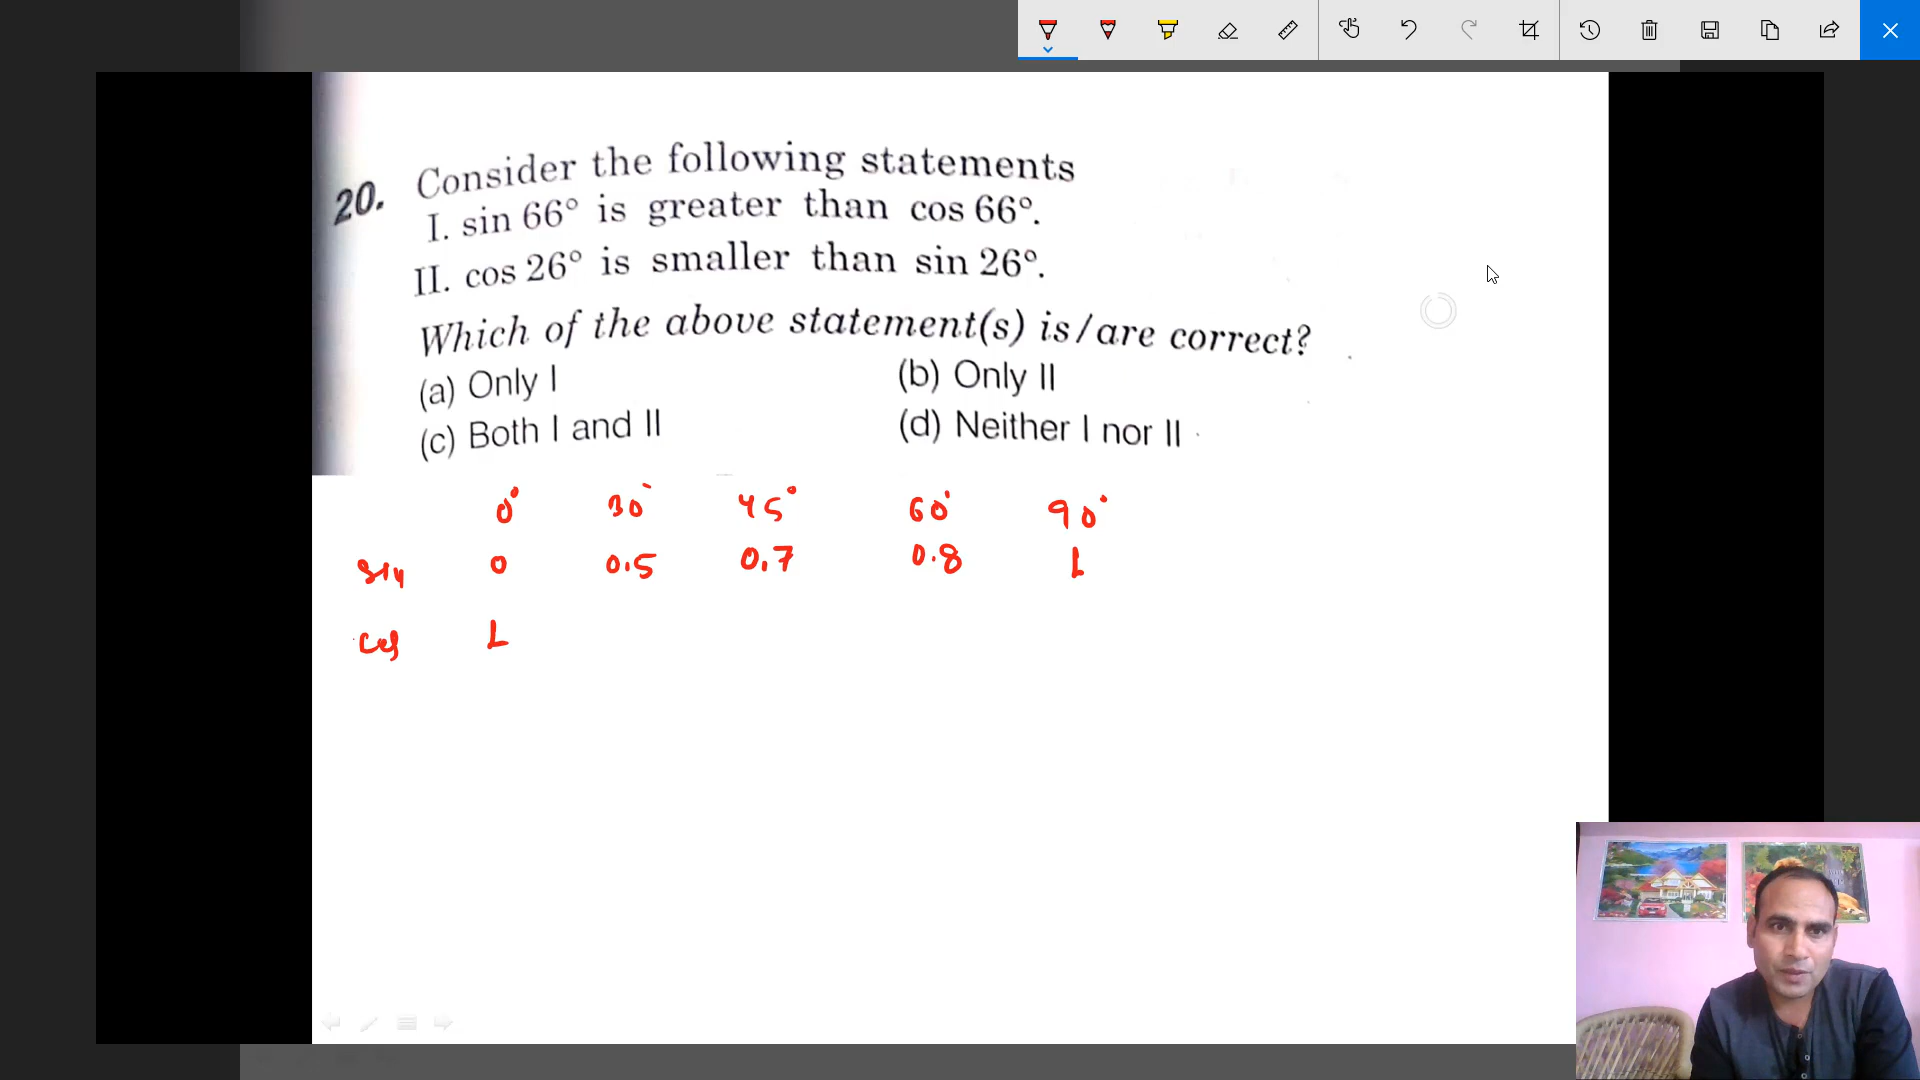 20. Consider the following statements
I. sin 66° is greater than cos 66°.
II. cos 26° is smaller than sin 26°.
Which of the above statement(s) is/are correct?
(a) Only I (b) Only II
(c) Both I and II (d) Neither I nor II
0° 30° 45° 60° 90°
sin 0 0.5 0.7 0.8 1
cos 1